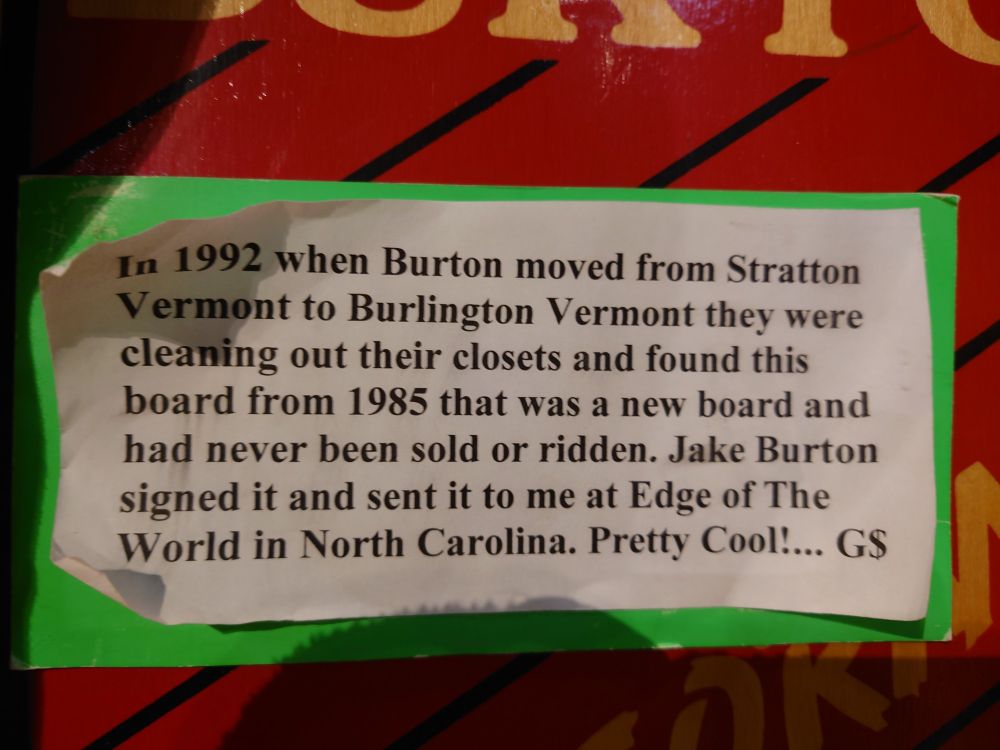 BURTO
In 1992 when Burton moved from Stratton
Vermont to Burlington Vermont they were
cleaning out their closets and found this
board from 1985 that was a new board and
had never been sold or ridden. Jake Burton
signed it and sent it to me at Edge of The
World in North Carolina. Pretty Cool!... G$